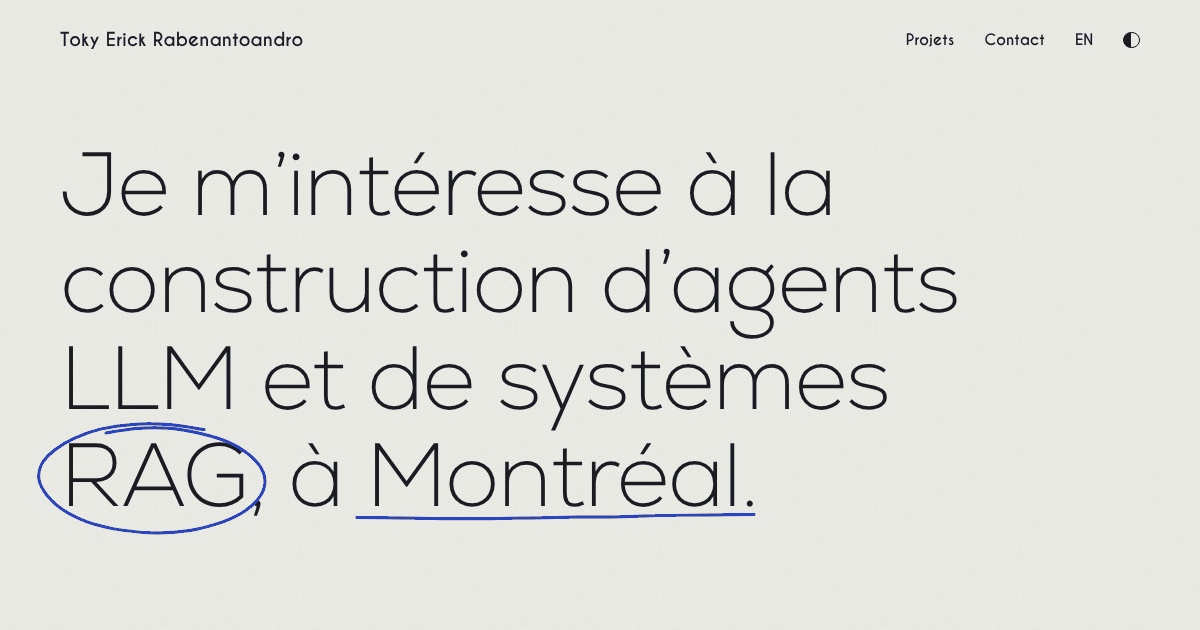 Toky Erick Rabenantoandro
Projets Contact EN
Je m’intéresse à la
construction d’agents
LLM et de systèmes
RAG, à Montréal.